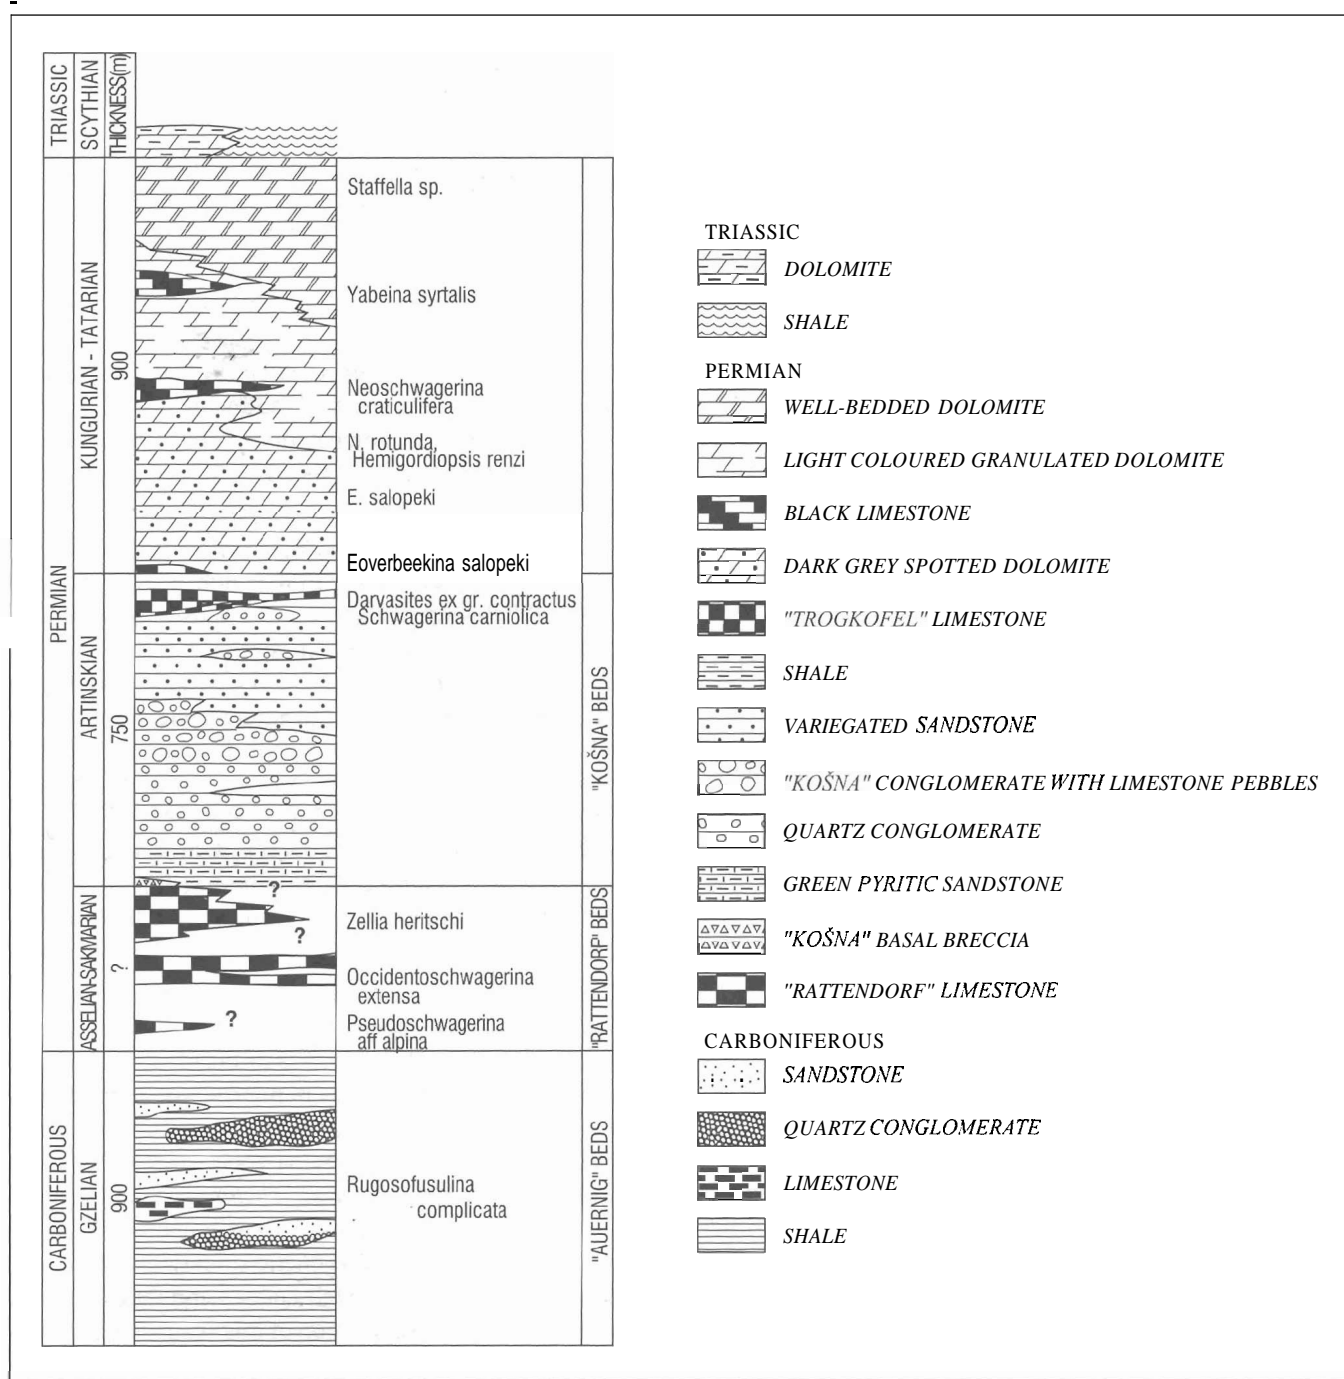 TRIASSIC
SCYTHIAN
THICKNESS(m)
PERMIAN
KUNGURIAN - TATARIAN
900
ARTINSKIAN
750
ASSELIAN-SAKMARIAN
?
CARBONIFEROUS
GZELIAN
900
?
?
?
Staffella sp.
Yabeina syrtalis
Neoschwagerina
craticulifera
N. rotunda,
Hemigordiopsis renzi
E. salopeki
Eoverbeekina salopeki
Darvasites ex gr. contractus
Schwagerina carniolica
Zellia heritschi
Occidentoschwagerina
extensa
Pseudoschwagerina
aff alpina
Rugosofusulina
complicata
"KOŠNA" BEDS
"RATTENDORF" BEDS
"AUERNIG" BEDS
TRIASSIC
DOLOMITE
SHALE
PERMIAN
WELL-BEDDED DOLOMITE
LIGHT COLOURED GRANULATED DOLOMITE
BLACK LIMESTONE
DARK GREY SPOTTED DOLOMITE
"TROGKOFEL" LIMESTONE
SHALE
VARIEGATED SANDSTONE
"KOŠNA" CONGLOMERATE WITH LIMESTONE PEBBLES
QUARTZ CONGLOMERATE
GREEN PYRITIC SANDSTONE
"KOŠNA" BASAL BRECCIA
"RATTENDORF" LIMESTONE
CARBONIFEROUS
SANDSTONE
QUARTZ CONGLOMERATE
LIMESTONE
SHALE